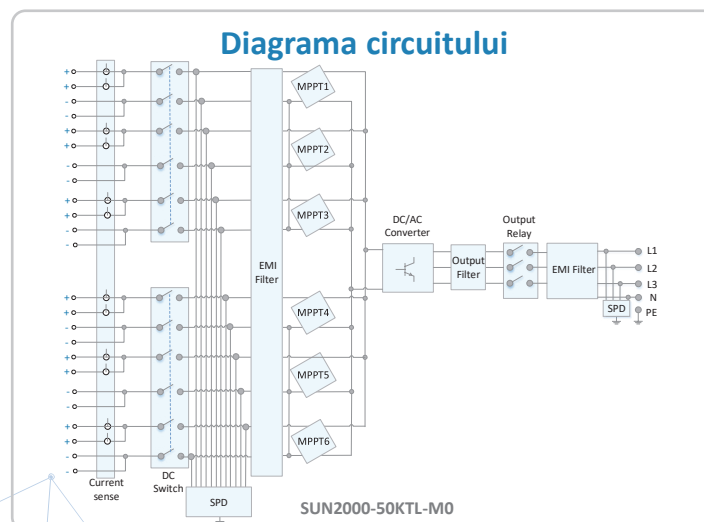 Diagrama circuitului
+
+
-
-
+
+
-
-
+
+
-
-
+
+
-
-
+
+
-
-
+
+
-
-
MPPT1
MPPT2
MPPT3
MPPT4
MPPT5
MPPT6
EMI
Filter
DC/AC
Converter
Output
Filter
Output
Relay
EMI Filter
L1
L2
L3
N
PE
SPD
Current
sense
DC
Switch
SPD
SUN2000-50KTL-M0